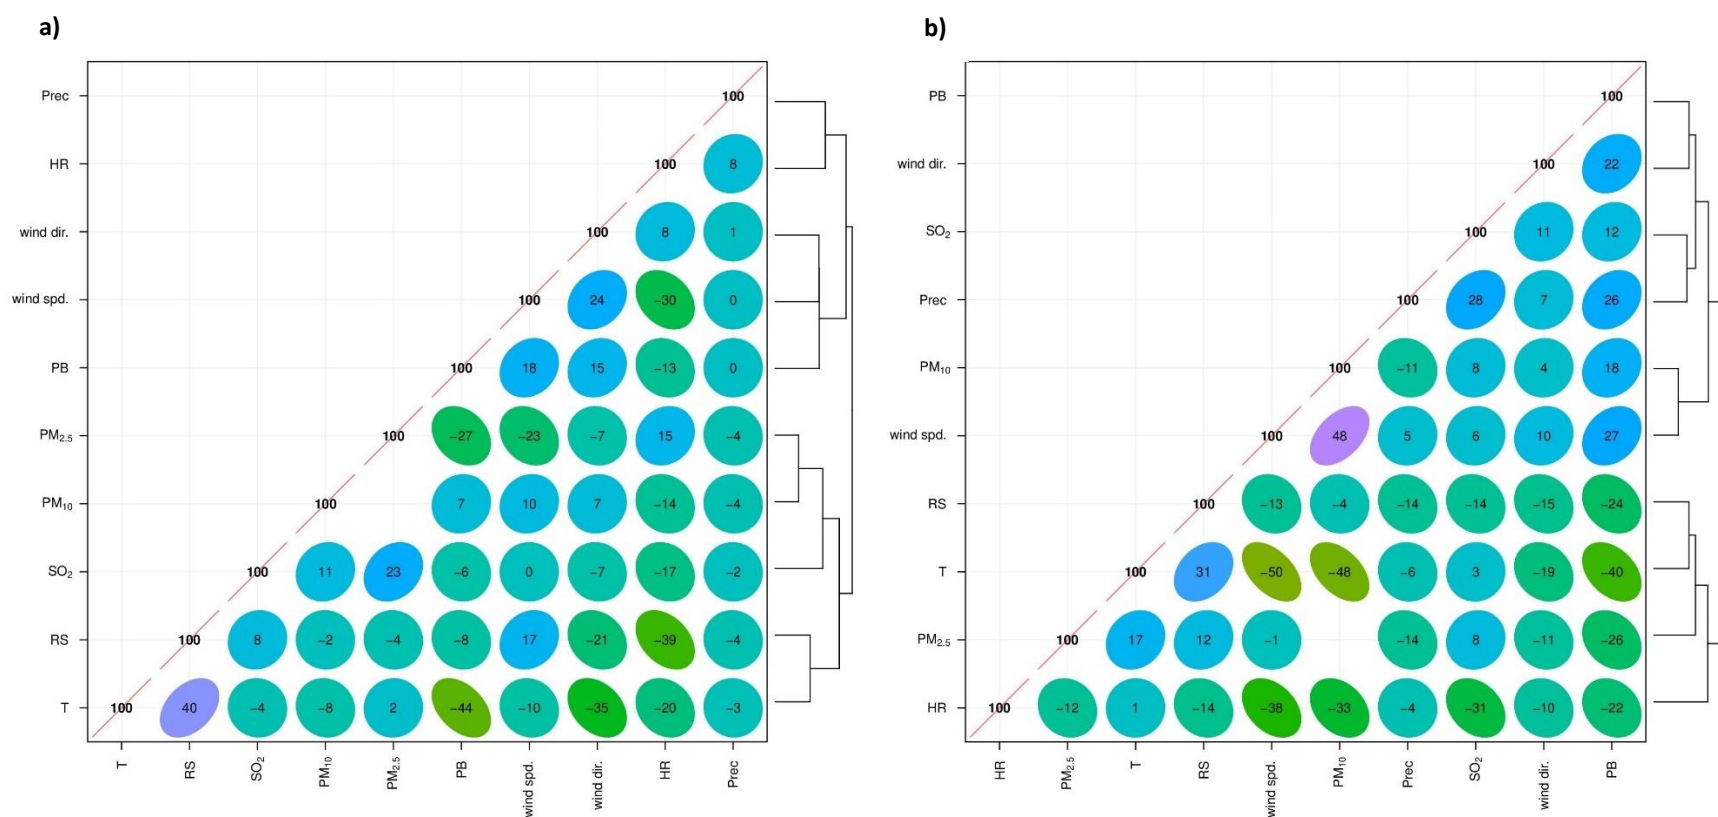 a)
Prec 100
HR 100 8
wind dir. 100 8 1
wind spd. 100 24 −30 0
PB 100 18 15 −13 0
PM2.5 100 −27 −23 −7 15 −4
PM10 100 7 10 7 −14 −4
SO2 100 11 23 −6 0 −7 −17 −2
RS 100 8 −2 −4 −8 17 −21 −39 −4
T 100 40 −4 −8 2 −44 −10 −35 −20 −3
T RS SO2 PM10 PM2.5 PB wind spd. wind dir. HR Prec
b)
PB 100
wind dir. 100 22
SO2 100 11 12
Prec 100 28 7 26
PM10 100 −11 8 4 18
wind spd. 100 48 5 6 10 27
RS 100 −13 −4 −14 −14 −15 −24
T 100 31 −50 −48 −6 3 −19 −40
PM2.5 100 17 12 −1 −14 8 −11 −26
HR 100 −12 1 −14 −38 −33 −4 −31 −10 −22
HR PM2.5 T RS wind spd. PM10 Prec SO2 wind dir. PB